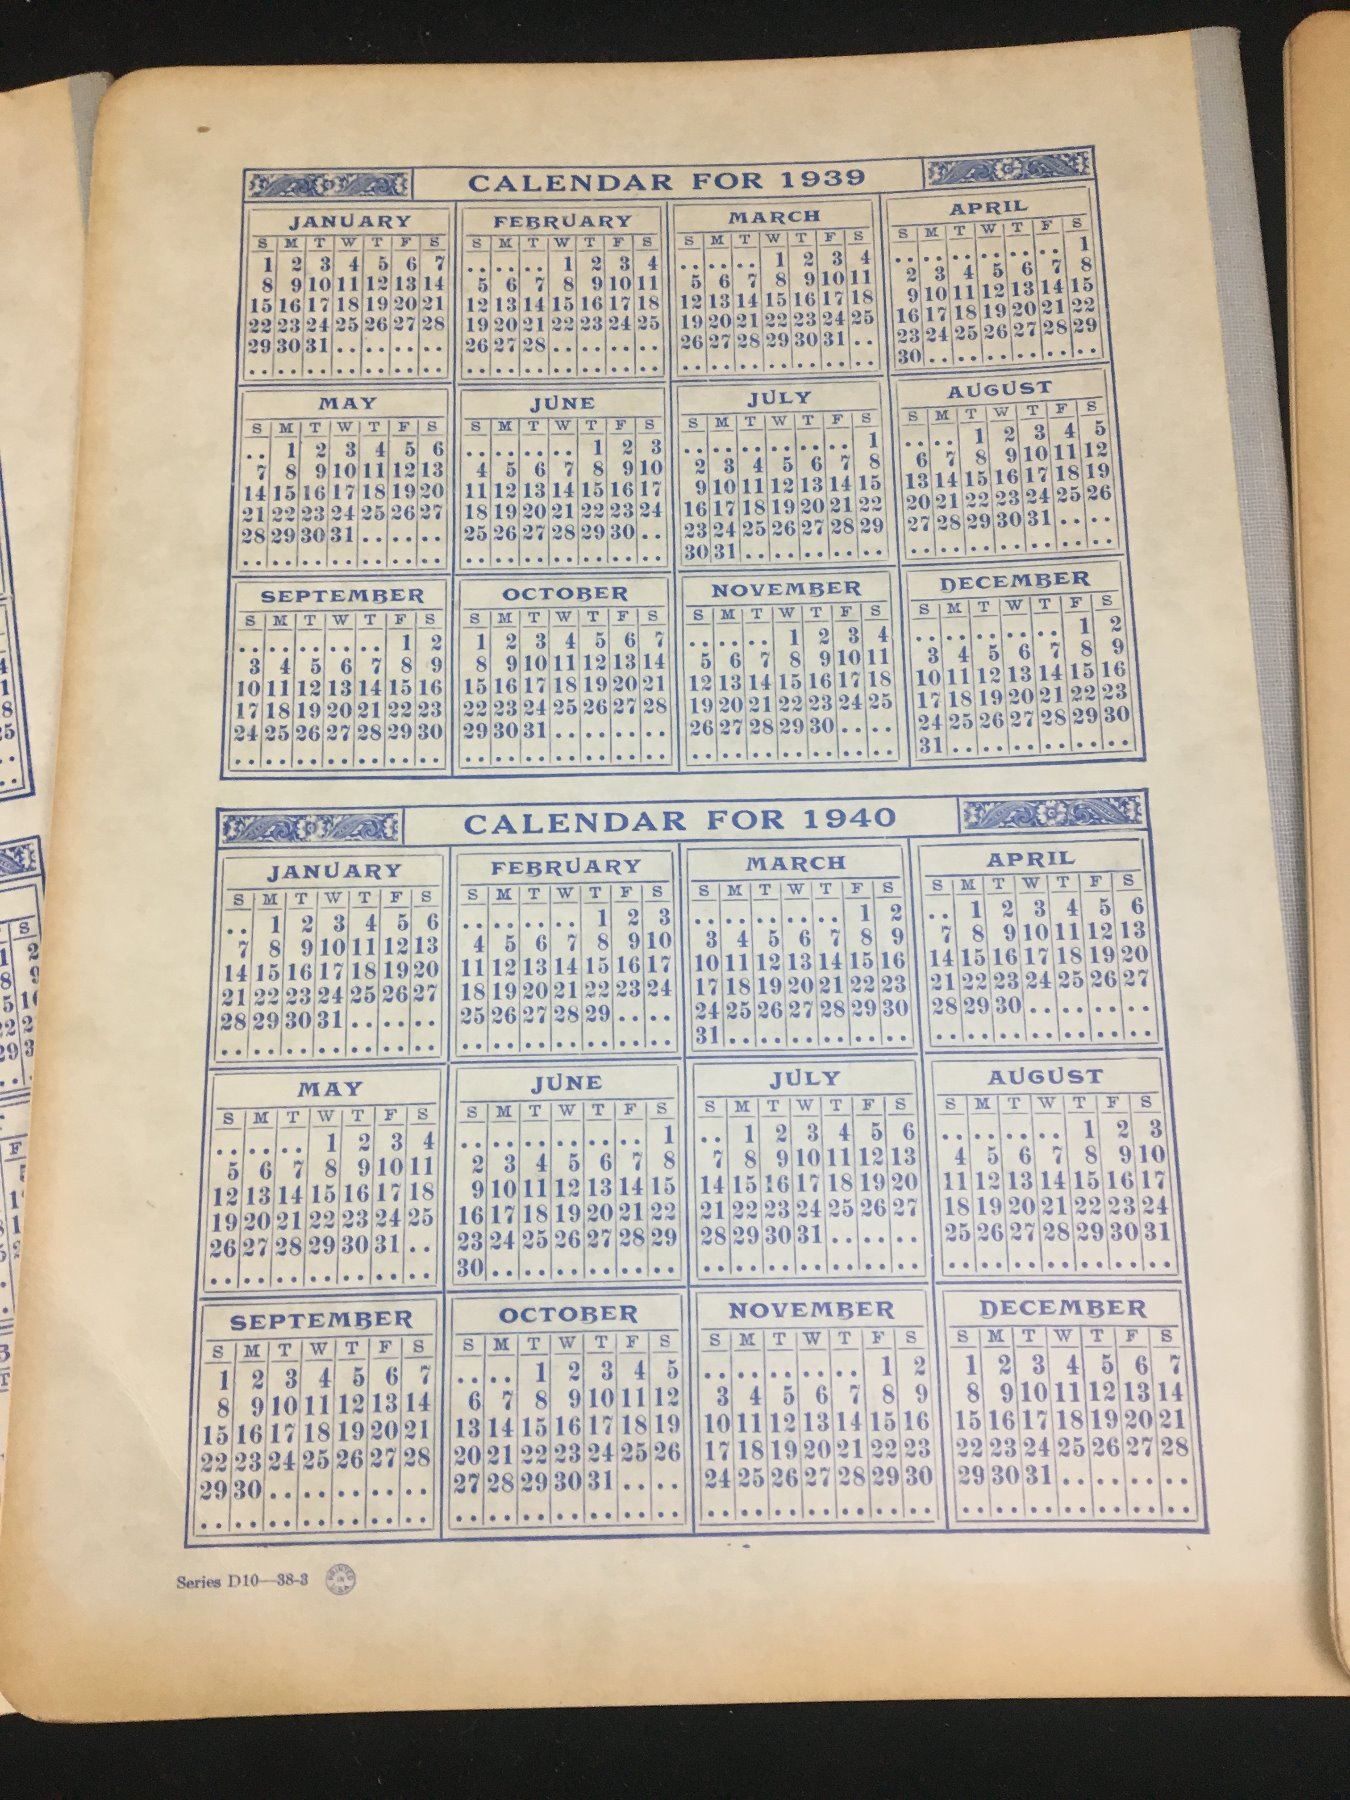 CALENDAR FOR 1939
JANUARY FEBRUARY MARCH APRIL
S M T W T F S S M T W T F S S M T W T F S S M T W T F S
1 2 3 4 5 6 7 . . . . . . 1 2 3 4 . . . . . . 1 2 3 4 . . . . . . 1
8 9 10 11 12 13 14 5 6 7 8 9 10 11 5 6 7 8 9 10 11 2 3 4 5 6 7 8
15 16 17 18 19 20 21 12 13 14 15 16 17 18 12 13 14 15 16 17 18 9 10 11 12 13 14 15
22 23 24 25 26 27 28 19 20 21 22 23 24 25 19 20 21 22 23 24 25 16 17 18 19 20 21 22
29 30 31 26 27 28 26 27 28 29 30 31 23 24 25 26 27 28 29
30
MAY JUNE JULY AUGUST
S M T W T F S S M T W T F S S M T W T F S S M T W T F S
1 2 3 4 5 6 1 2 3 1 1 2 3 4 5
7 8 9 10 11 12 13 4 5 6 7 8 9 10 2 3 4 5 6 7 8 6 7 8 9 10 11 12
14 15 16 17 18 19 20 11 12 13 14 15 16 17 9 10 11 12 13 14 15 13 14 15 16 17 18 19
21 22 23 24 25 26 27 18 19 20 21 22 23 24 16 17 18 19 20 21 22 20 21 22 23 24 25 26
28 29 30 31 25 26 27 28 29 30 23 24 25 26 27 28 29 27 28 29 30 31
30 31
SEPTEMBER OCTOBER NOVEMBER DECEMBER
S M T W T F S S M T W T F S S M T W T F S S M T W T F S
1 2 1 2 3 4 5 6 7 1 2 3 4 1 2
3 4 5 6 7 8 9 8 9 10 11 12 13 14 5 6 7 8 9 10 11 3 4 5 6 7 8 9
10 11 12 13 14 15 16 15 16 17 18 19 20 21 12 13 14 15 16 17 18 10 11 12 13 14 15 16
17 18 19 20 21 22 23 22 23 24 25 26 27 28 19 20 21 22 23 24 25 17 18 19 20 21 22 23
24 25 26 27 28 29 30 29 30 31 26 27 28 29 30 24 25 26 27 28 29 30
31
CALENDAR FOR 1940
JANUARY FEBRUARY MARCH APRIL
S M T W T F S S M T W T F S S M T W T F S S M T W T F S
1 2 3 4 5 6 1 2 3 1 2 1 2 3 4 5 6
7 8 9 10 11 12 13 4 5 6 7 8 9 10 3 4 5 6 7 8 9 7 8 9 10 11 12 13
14 15 16 17 18 19 20 11 12 13 14 15 16 17 10 11 12 13 14 15 16 14 15 16 17 18 19 20
21 22 23 24 25 26 27 18 19 20 21 22 23 24 17 18 19 20 21 22 23 21 22 23 24 25 26 27
28 29 30 31 25 26 27 28 29 24 25 26 27 28 29 30 28 29 30
31
MAY JUNE JULY AUGUST
S M T W T F S S M T W T F S S M T W T F S S M T W T F S
1 2 3 4 1 1 2 3 4 5 6 1 2 3
5 6 7 8 9 10 11 2 3 4 5 6 7 8 7 8 9 10 11 12 13 4 5 6 7 8 9 10
12 13 14 15 16 17 18 9 10 11 12 13 14 15 14 15 16 17 18 19 20 11 12 13 14 15 16 17
19 20 21 22 23 24 25 16 17 18 19 20 21 22 21 22 23 24 25 26 27 18 19 20 21 22 23 24
26 27 28 29 30 31 23 24 25 26 27 28 29 28 29 30 31 25 26 27 28 29 30 31
30
SEPTEMBER OCTOBER NOVEMBER DECEMBER
S M T W T F S S M T W T F S S M T W T F S S M T W T F S
1 2 3 4 5 6 7 1 2 3 4 5 1 2 1 2 3 4 5 6 7
8 9 10 11 12 13 14 6 7 8 9 10 11 12 3 4 5 6 7 8 9 8 9 10 11 12 13 14
15 16 17 18 19 20 21 13 14 15 16 17 18 19 10 11 12 13 14 15 16 15 16 17 18 19 20 21
22 23 24 25 26 27 28 20 21 22 23 24 25 26 17 18 19 20 21 22 23 22 23 24 25 26 27 28
29 30 27 28 29 30 31 24 25 26 27 28 29 30 29 30 31
Series D10—38-3 PRINTED IN USA